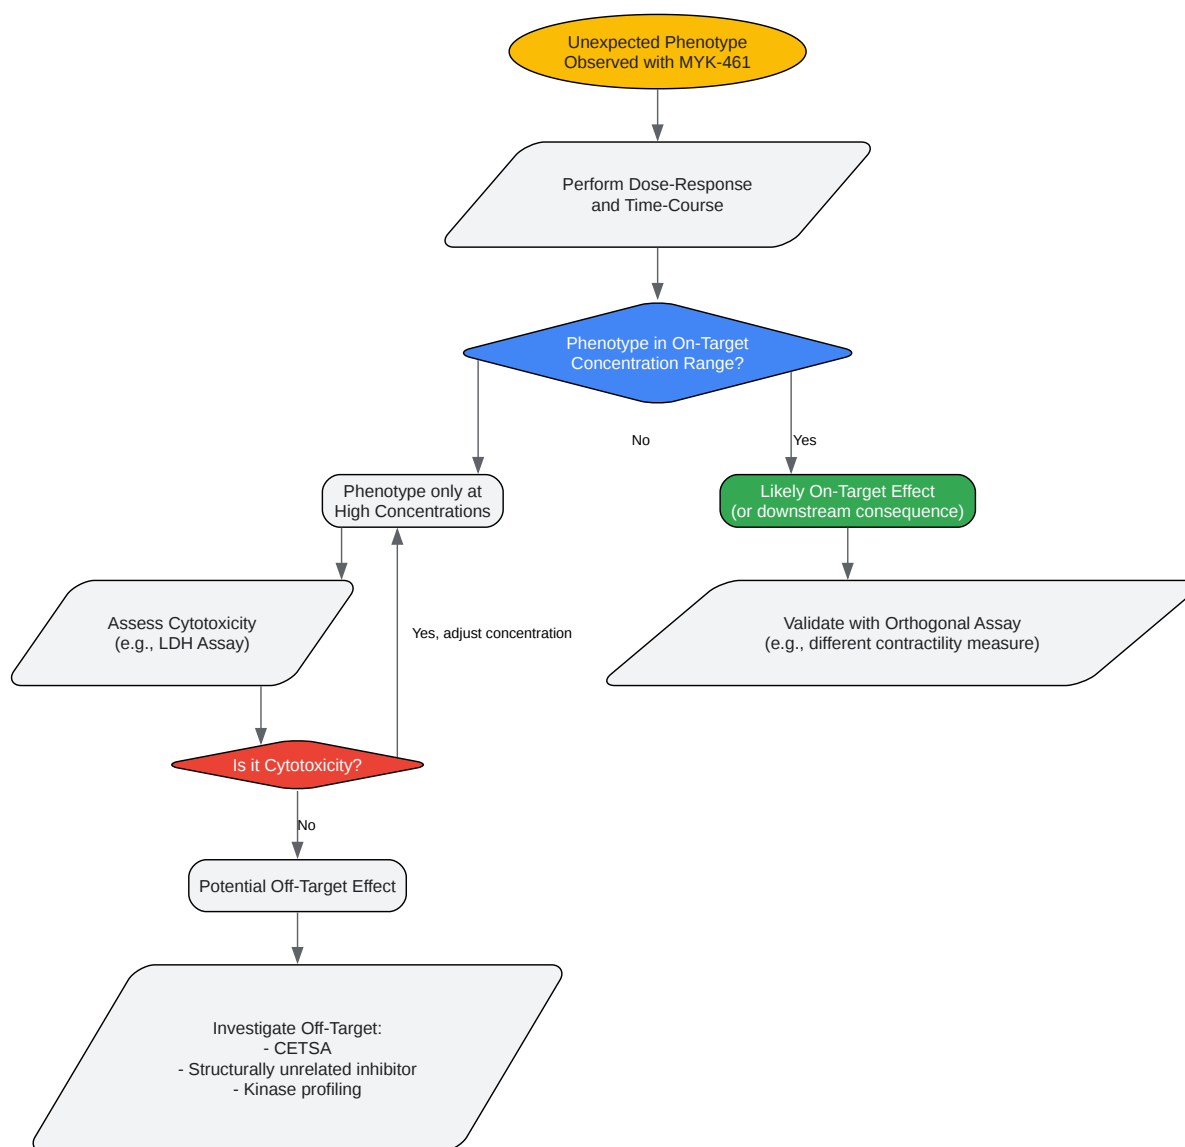 Unexpected Phenotype
Observed with MYK-461
Perform Dose-Response
and Time-Course
Phenotype in On-Target
Concentration Range?
No
Yes
Phenotype only at
High Concentrations
Likely On-Target Effect
(or downstream consequence)
Assess Cytotoxicity
(e.g., LDH Assay)
Yes, adjust concentration
Validate with Orthogonal Assay
(e.g., different contractility measure)
Is it Cytotoxicity?
No
Potential Off-Target Effect
Investigate Off-Target:
- CETSA
- Structurally unrelated inhibitor
- Kinase profiling